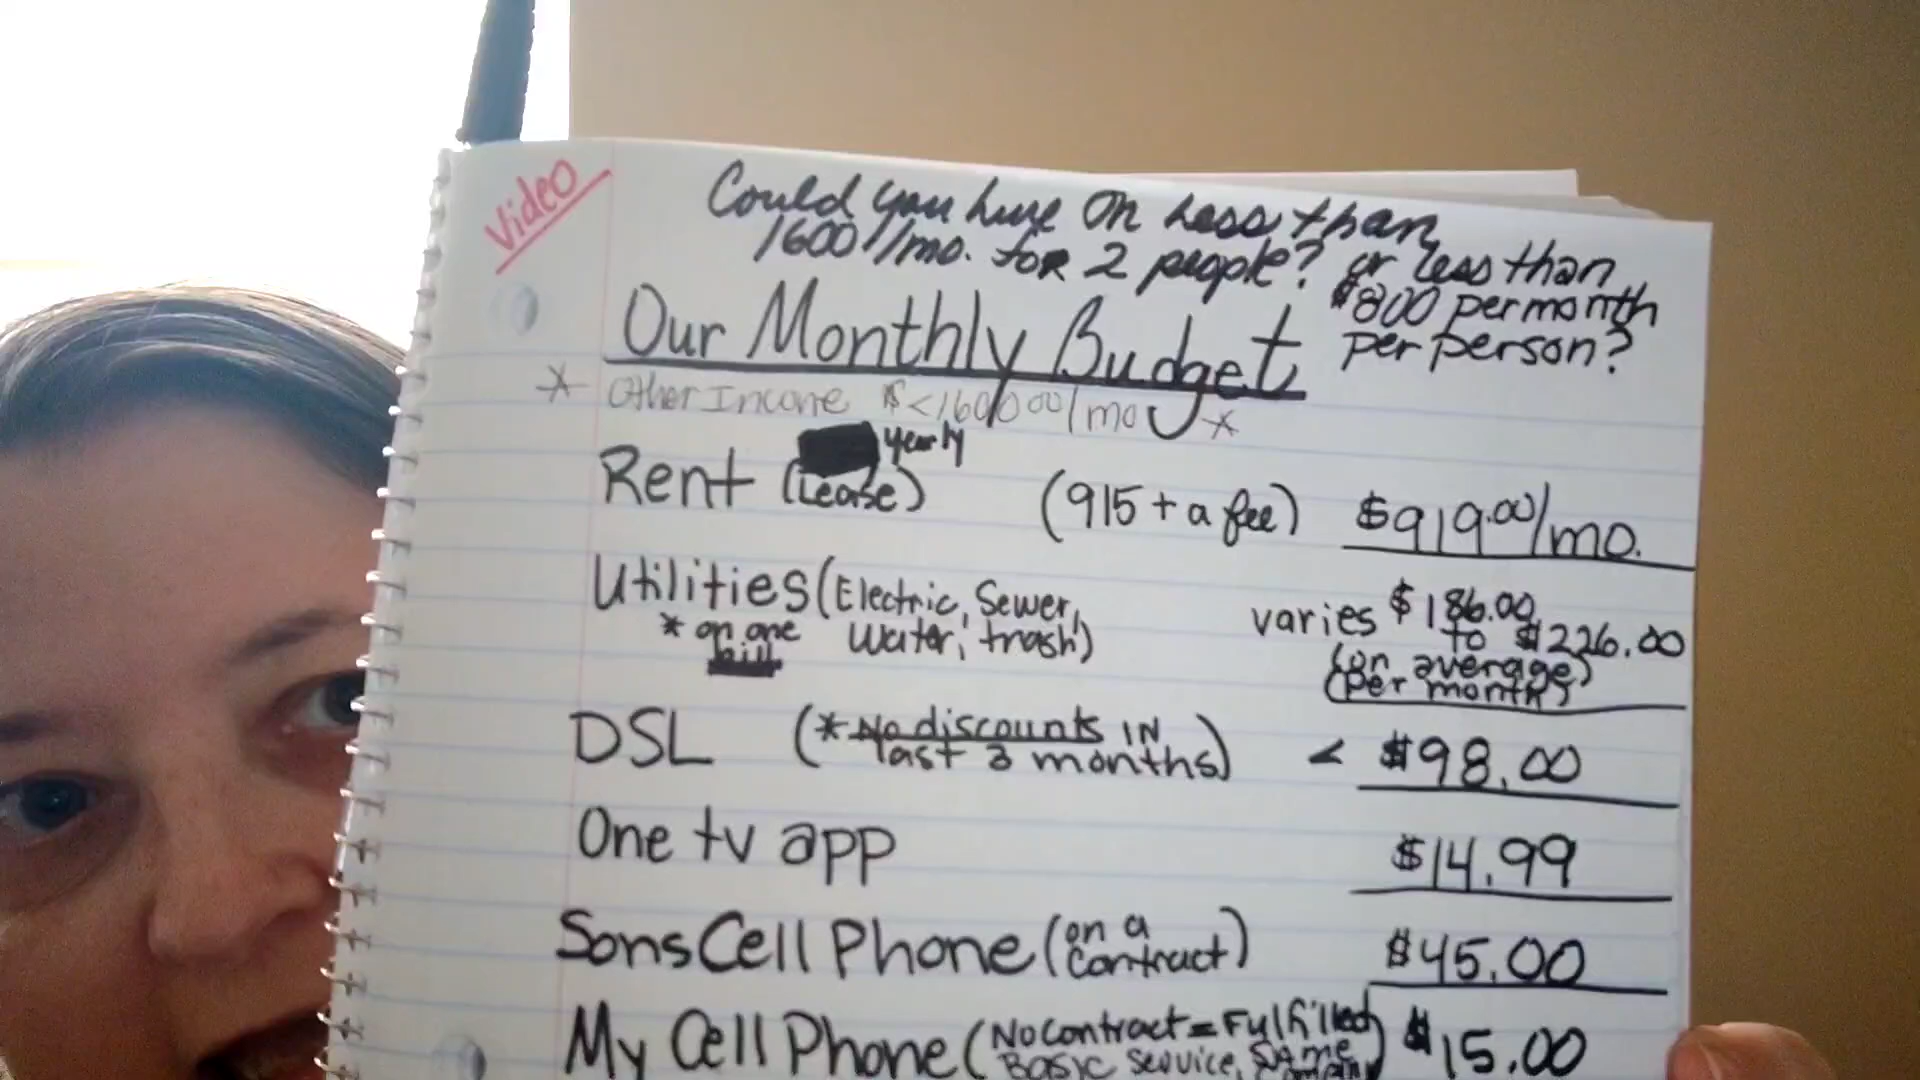 Video
Could you live on less than
1600/mo. for 2 people? or less than
$800 per month
per person?
Our Monthly Budget
* Other Income $<1600.00/mo *
yearly
Rent (Lease) (915 + a fee) $919.00/mo.
Utilities (Electric, Sewer, varies $186.00
* on one Water, trash) to $226.00
bill (on average)
(per month)
DSL (*No discounts IN < $98.00
last 3 months)
One tv app $14.99
Sons Cell Phone (on a $45.00
contract)
My Cell Phone (No contract = Fulfilled $15.00
Basic Service, Same